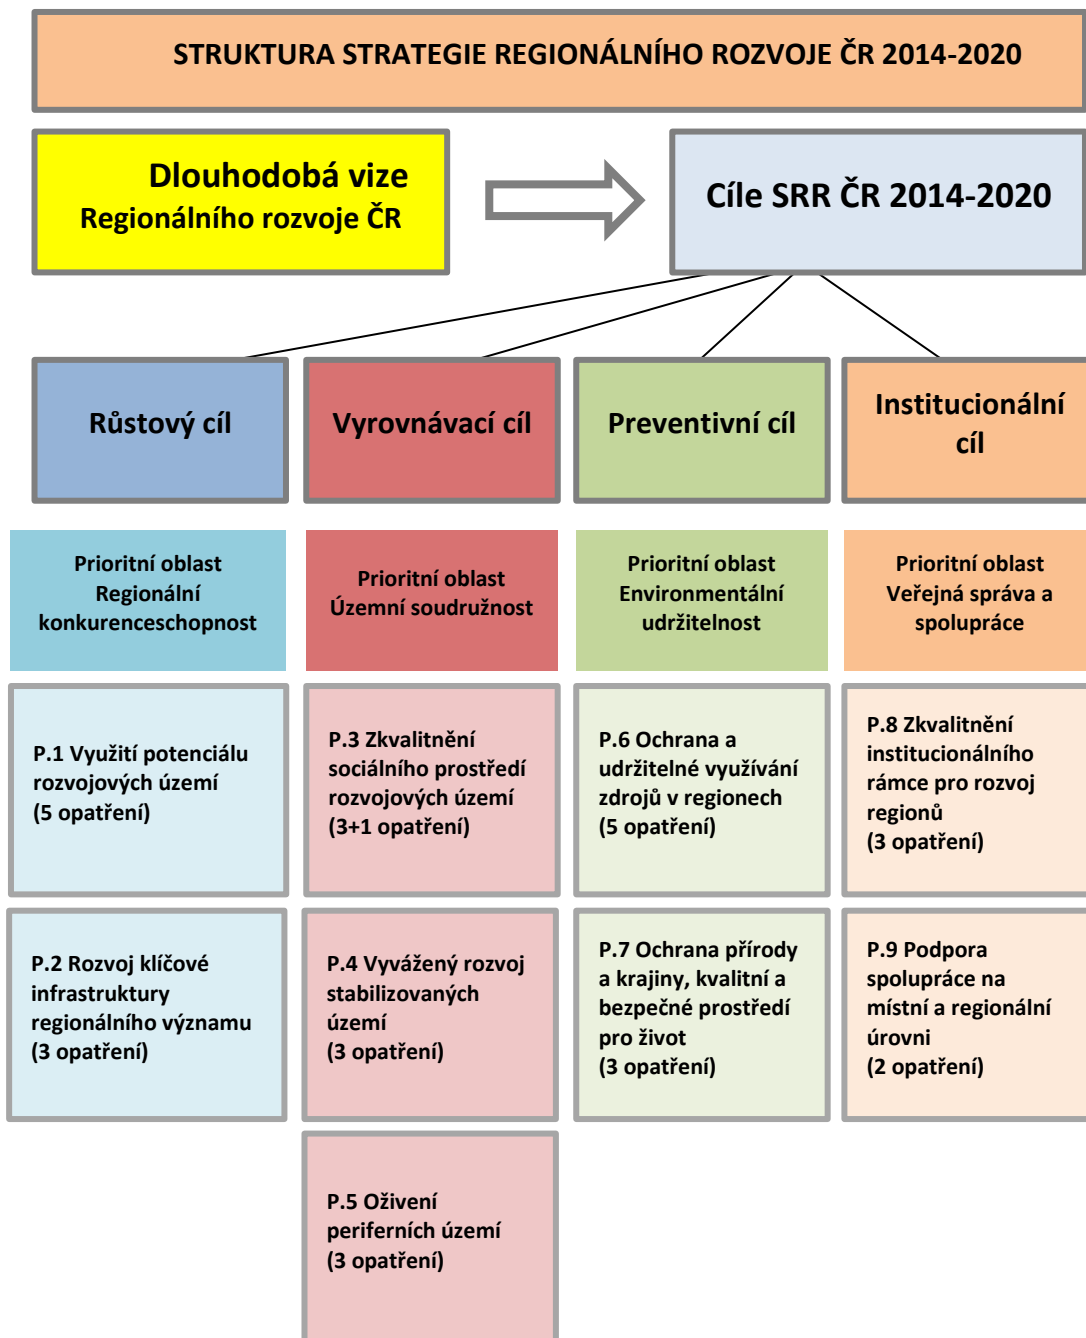 STRUKTURA STRATEGIE REGIONÁLNÍHO ROZVOJE ČR 2014-2020
Dlouhodobá vize
Regionálního rozvoje ČR
Cíle SRR ČR 2014-2020
Růstový cíl
Vyrovnávací cíl
Preventivní cíl
Institucionální
cíl
Prioritní oblast
Regionální
konkurenceschopnost
Prioritní oblast
Územní soudružnost
Prioritní oblast
Environmentální
udržitelnost
Prioritní oblast
Veřejná správa a
spolupráce
P.1 Využití potenciálu
rozvojových území
(5 opatření)
P.3 Zkvalitnění
sociálního prostředí
rozvojových území
(3+1 opatření)
P.6 Ochrana a
udržitelné využívání
zdrojů v regionech
(5 opatření)
P.8 Zkvalitnění
institucionálního
rámce pro rozvoj
regionů
(3 opatření)
P.2 Rozvoj klíčové
infrastruktury
regionálního významu
(3 opatření)
P.4 Vyvážený rozvoj
stabilizovaných
území
(3 opatření)
P.7 Ochrana přírody
a krajiny, kvalitní a
bezpečné prostředí
pro život
(3 opatření)
P.9 Podpora
spolupráce na
místní a regionální
úrovni
(2 opatření)
P.5 Oživení
periferních území
(3 opatření)